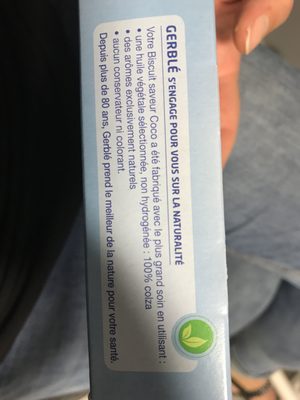 GERBLÉ S'ENGAGE POUR VOUS SUR LA NATURALITÉ
Votre Biscuit saveur Coco a été fabriqué avec le plus grand soin en utilisant :
• une huile végétale sélectionnée, non hydrogénée : 100% colza
• des arômes exclusivement naturels
• aucun conservateur ni colorant.
Depuis plus de 80 ans, Gerblé prend le meilleur de la nature pour votre santé.